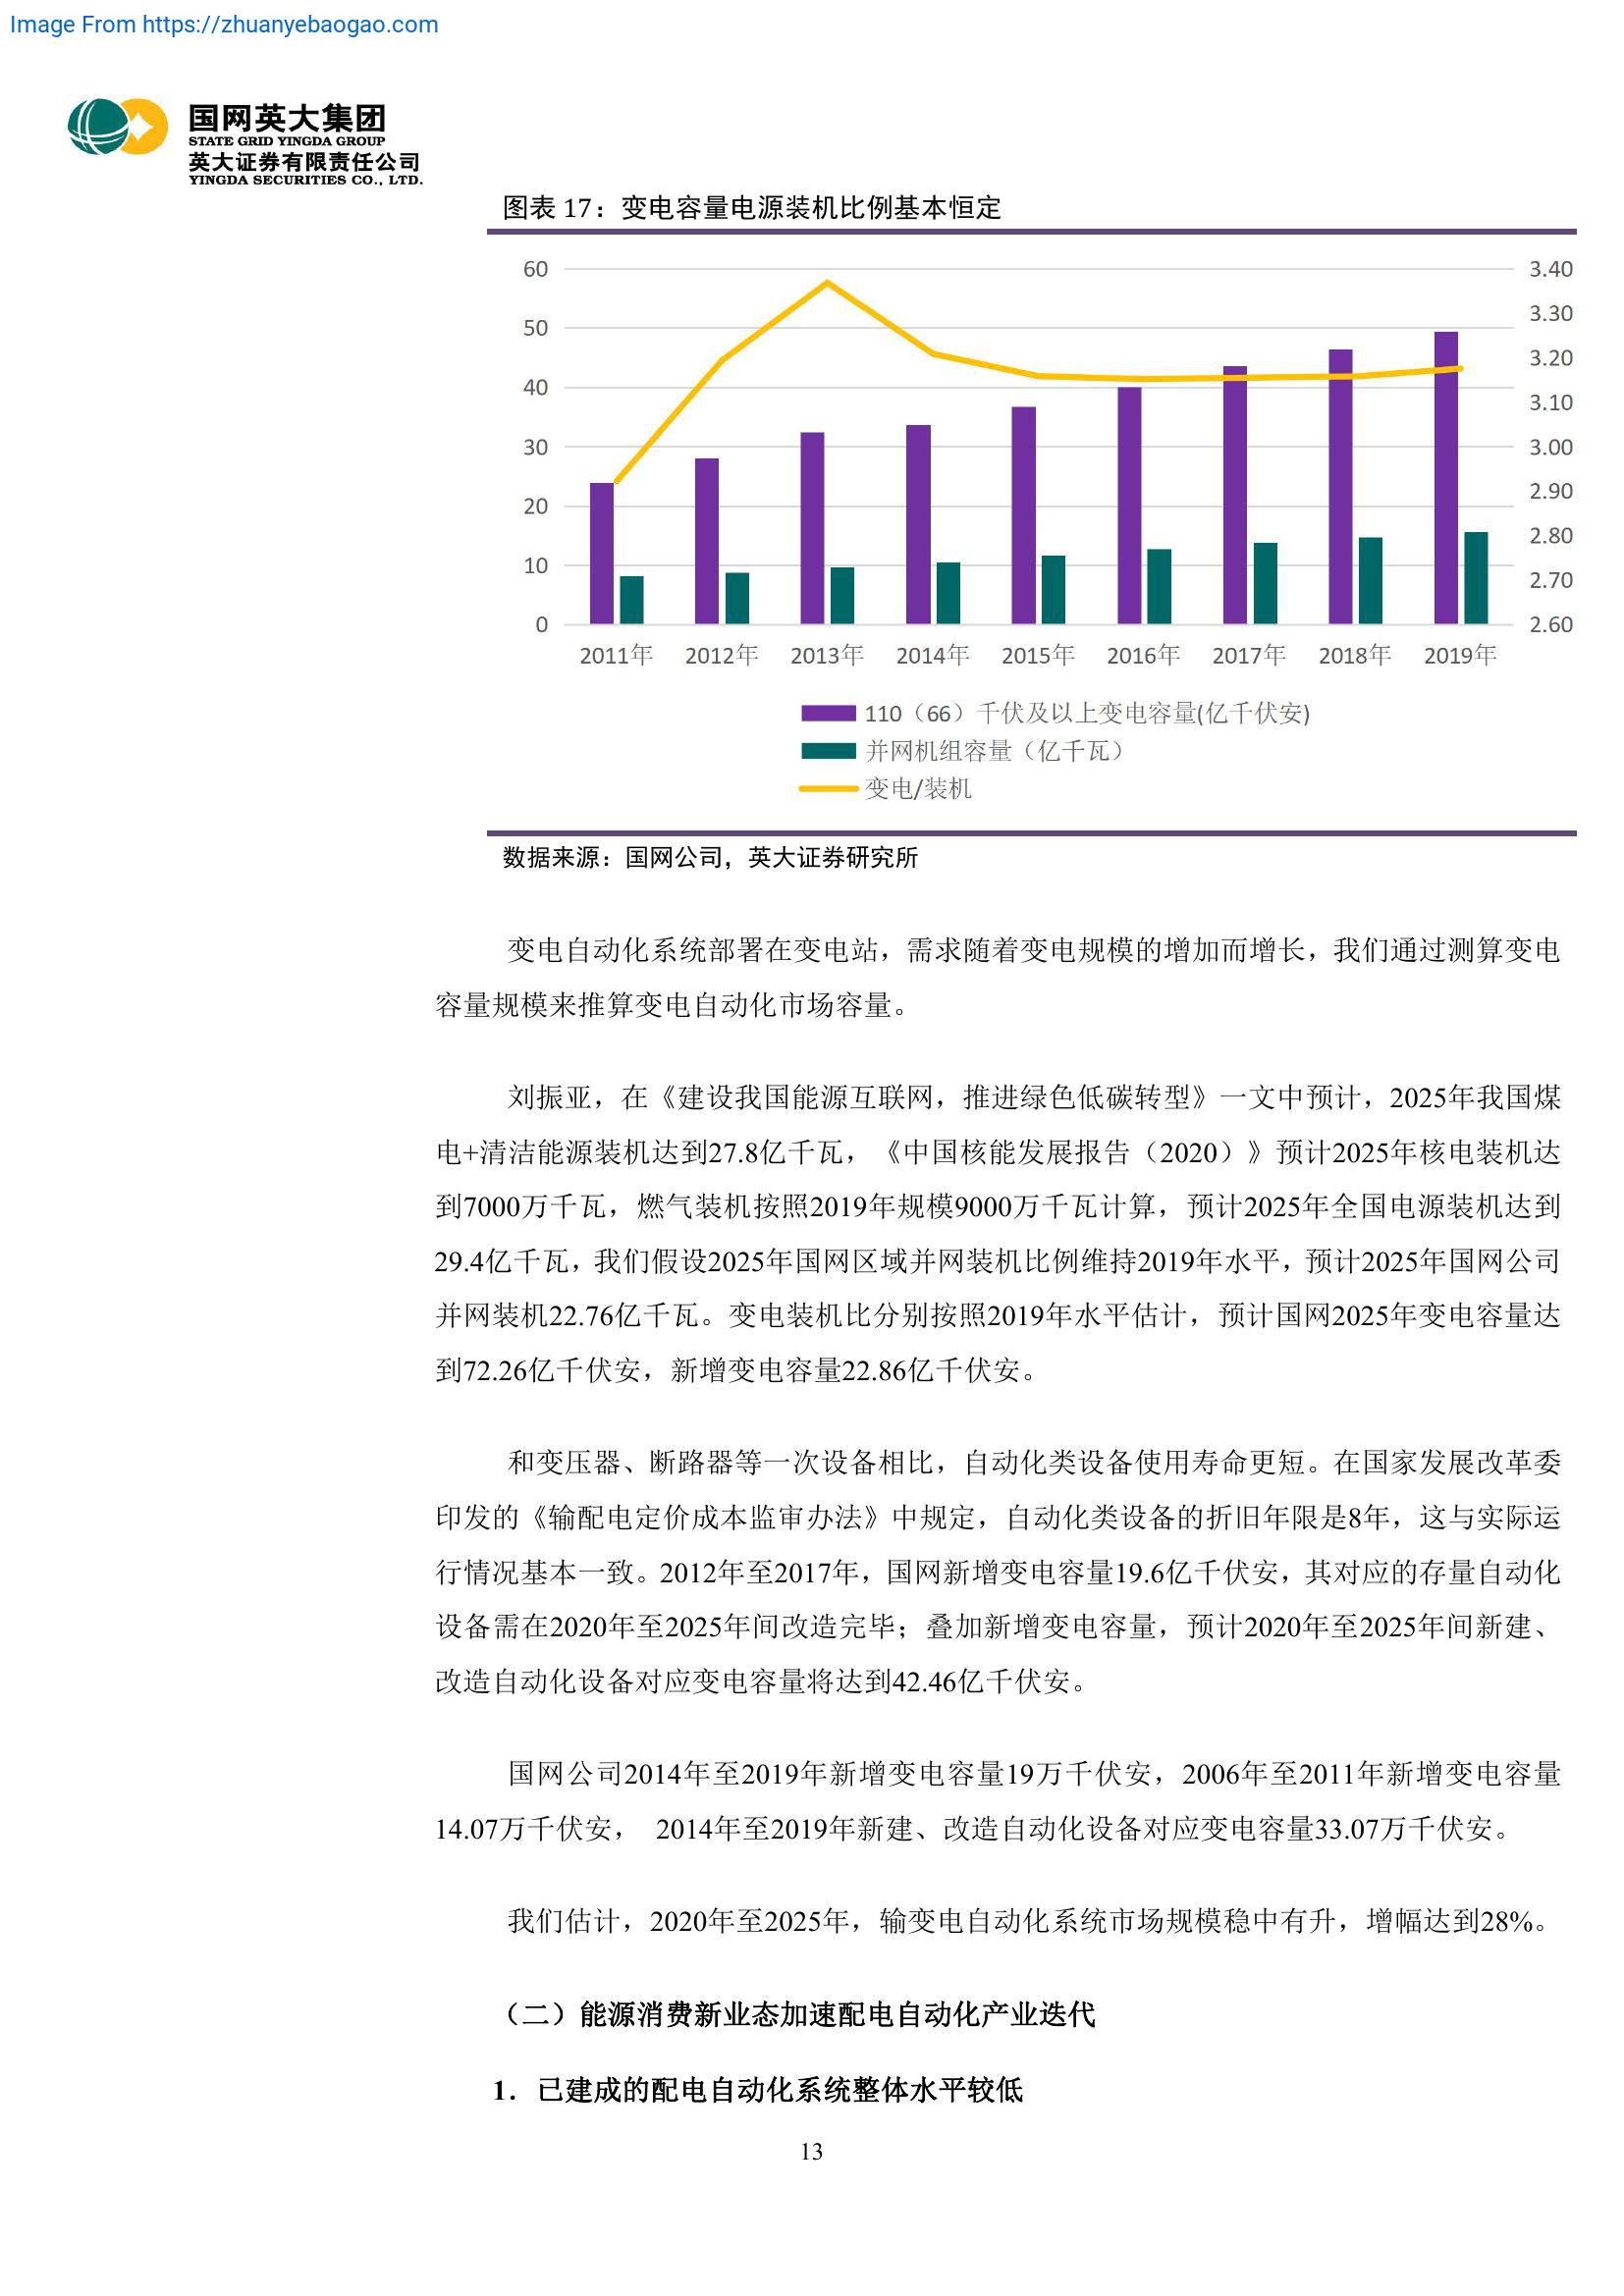 Image From https://zhuanyebaogao.com
国网英大集团
STATE GRID YINGDA GROUP
英大证券有限责任公司
YINGDA SECURITIES CO., LTD.
图表 17：变电容量电源装机比例基本恒定
60
50
40
30
20
10
0
3.40
3.30
3.20
3.10
3.00
2.90
2.80
2.70
2.60
2011年 2012年 2013年 2014年 2015年 2016年 2017年 2018年 2019年
110（66）千伏及以上变电容量(亿千伏安)
并网机组容量（亿千瓦）
变电/装机
数据来源：国网公司，英大证券研究所
变电自动化系统部署在变电站，需求随着变电规模的增加而增长，我们通过测算变电
容量规模来推算变电自动化市场容量。
刘振亚，在《建设我国能源互联网，推进绿色低碳转型》一文中预计，2025年我国煤
电+清洁能源装机达到27.8亿千瓦，《中国核能发展报告（2020）》预计2025年核电装机达
到7000万千瓦，燃气装机按照2019年规模9000万千瓦计算，预计2025年全国电源装机达到
29.4亿千瓦，我们假设2025年国网区域并网装机比例维持2019年水平，预计2025年国网公司
并网装机22.76亿千瓦。变电装机比分别按照2019年水平估计，预计国网2025年变电容量达
到72.26亿千伏安，新增变电容量22.86亿千伏安。
和变压器、断路器等一次设备相比，自动化类设备使用寿命更短。在国家发展改革委
印发的《输配电定价成本监审办法》中规定，自动化类设备的折旧年限是8年，这与实际运
行情况基本一致。2012年至2017年，国网新增变电容量19.6亿千伏安，其对应的存量自动化
设备需在2020年至2025年间改造完毕；叠加新增变电容量，预计2020年至2025年间新建、
改造自动化设备对应变电容量将达到42.46亿千伏安。
国网公司2014年至2019年新增变电容量19万千伏安，2006年至2011年新增变电容量
14.07万千伏安， 2014年至2019年新建、改造自动化设备对应变电容量33.07万千伏安。
我们估计，2020年至2025年，输变电自动化系统市场规模稳中有升，增幅达到28%。
（二）能源消费新业态加速配电自动化产业迭代
1．已建成的配电自动化系统整体水平较低
13